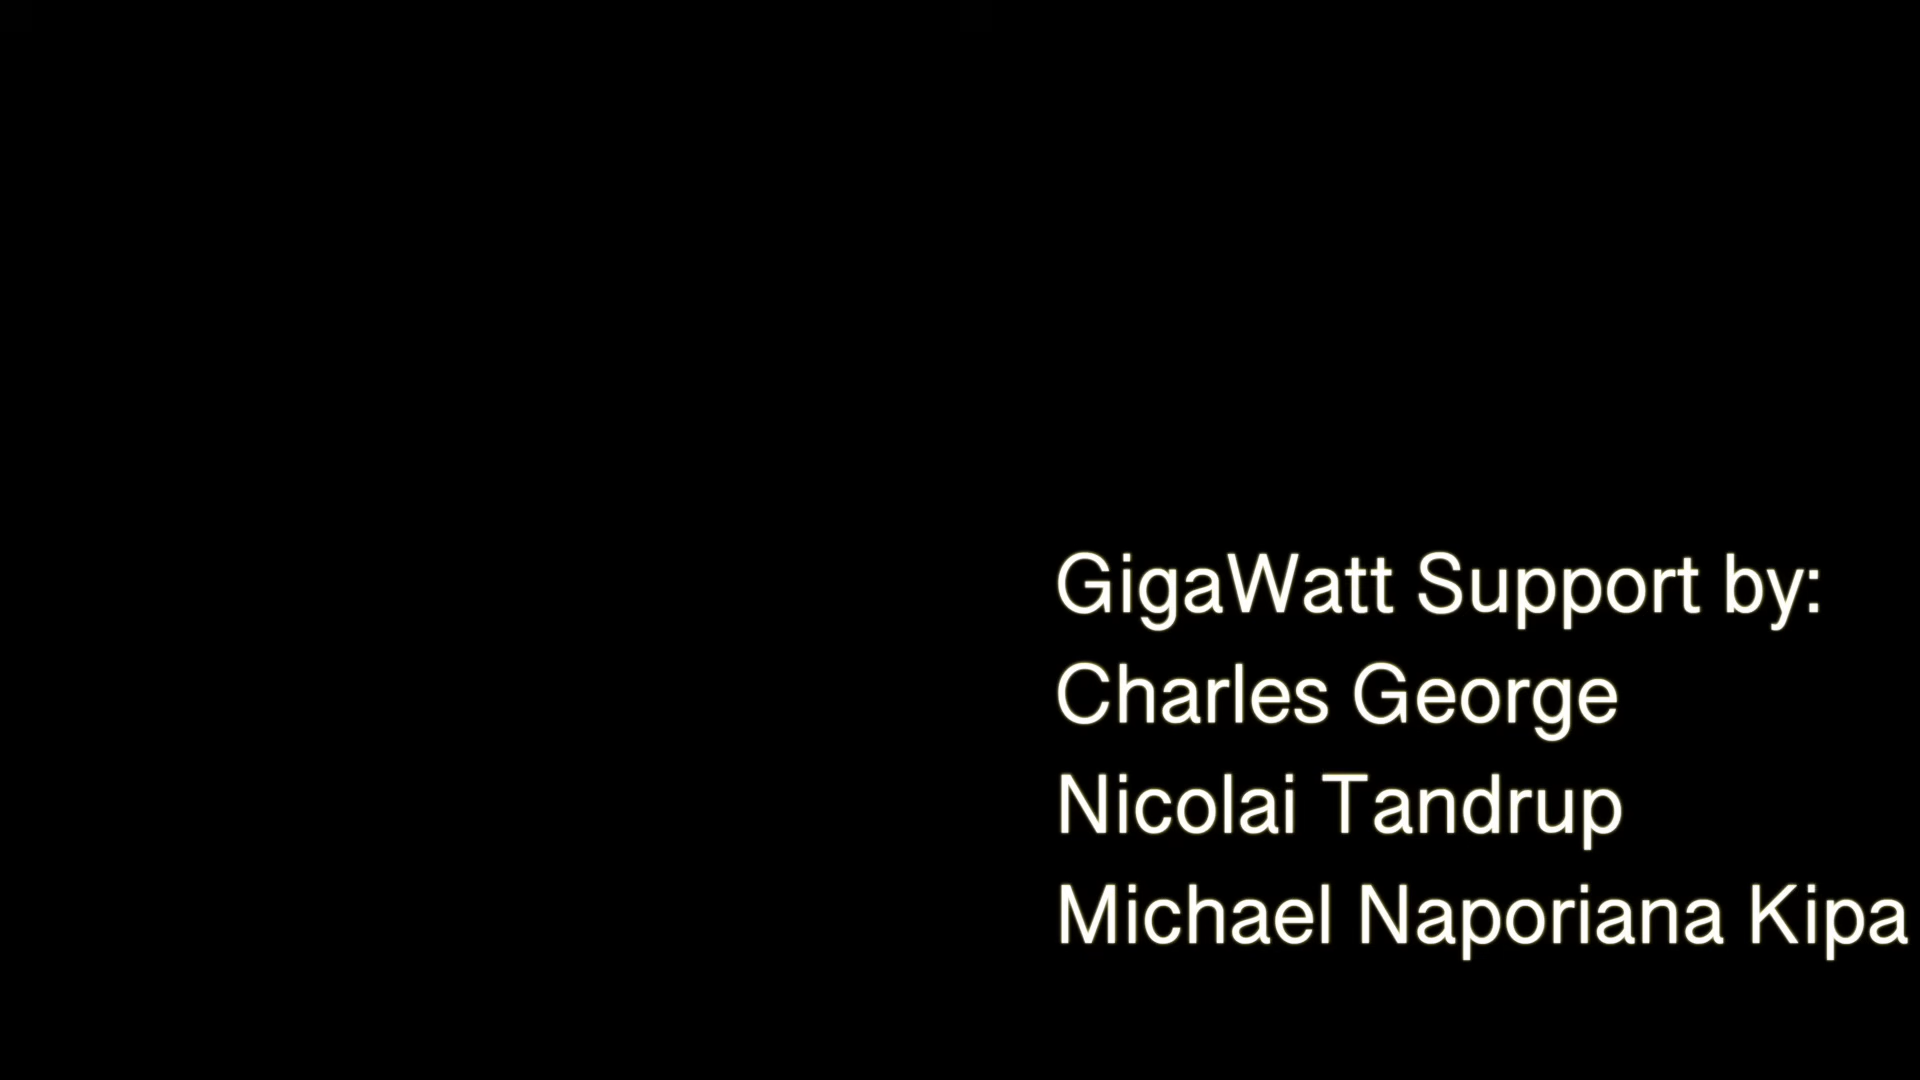 GigaWatt Support by:
Charles George
Nicolai Tandrup
Michael Naporiana Kipa